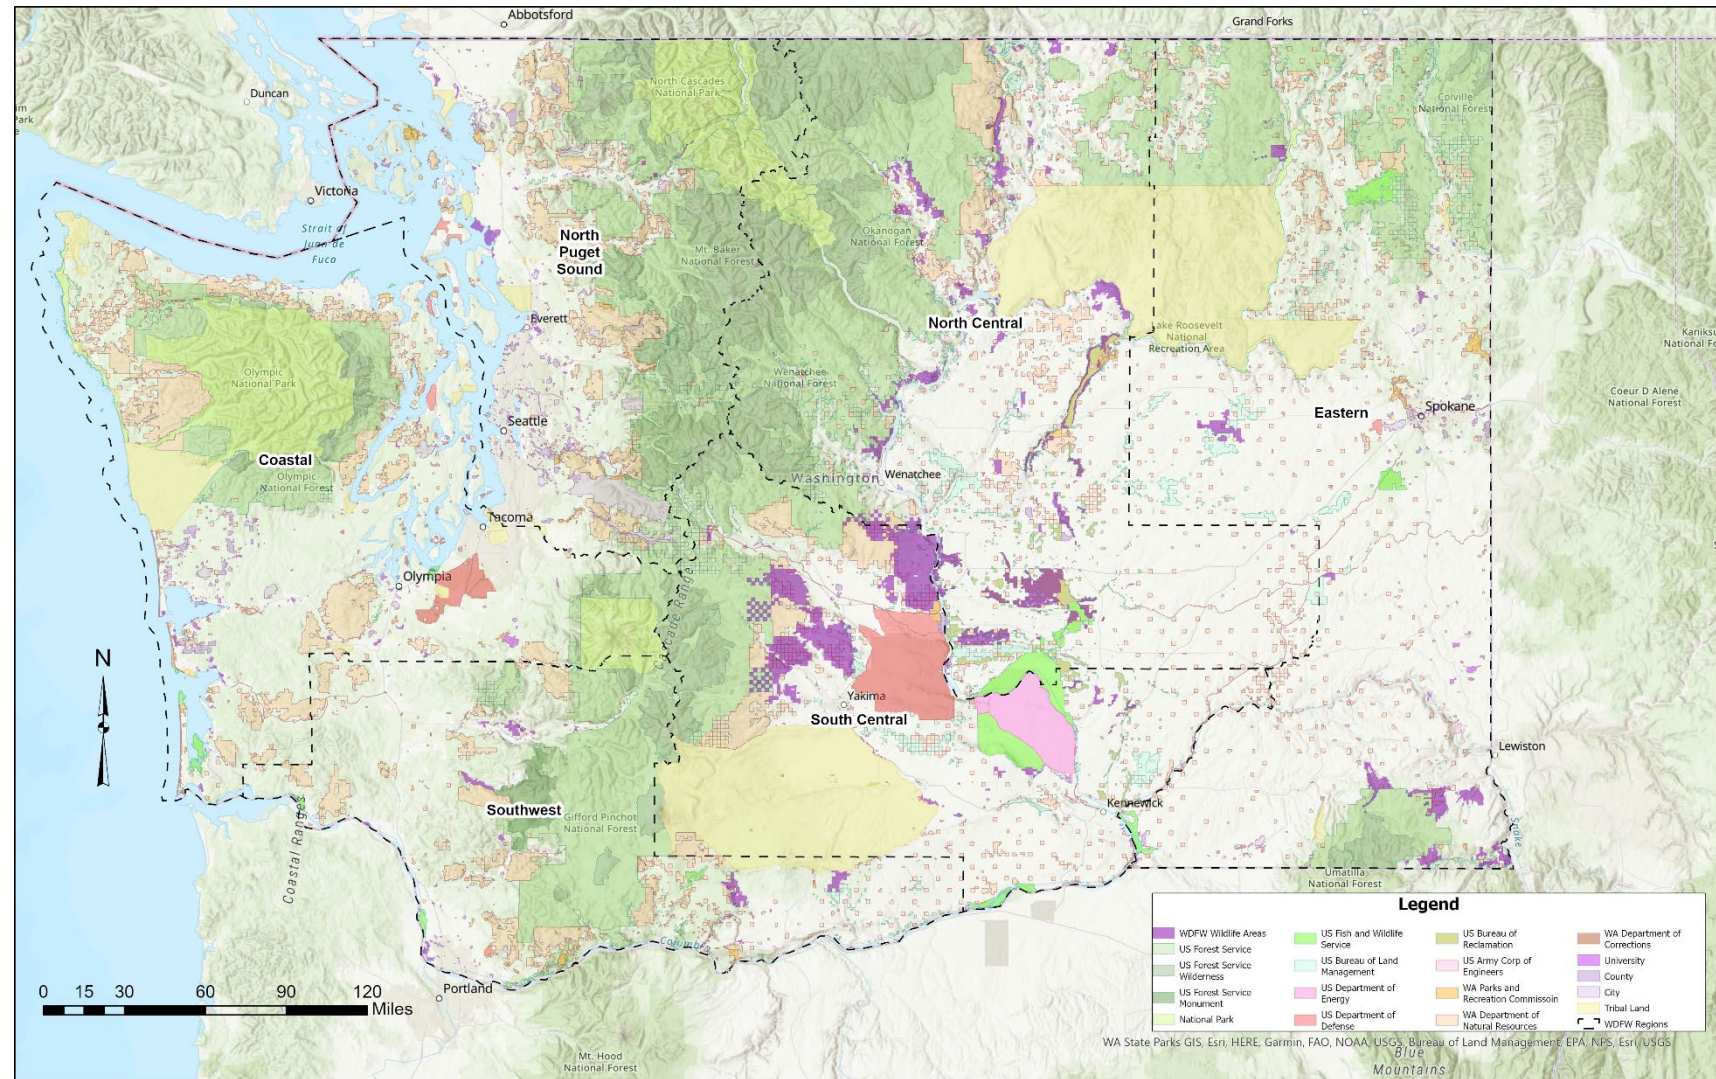 Abbotsford
Grand Forks
North Cascades
National Park
Colville
National Forest
Duncan
Park
Victoria
Strait of
Juan de
Fuca
North
Puget
Sound
Mt. Baker
National Forest
Okanogan
National Forest
Everett
North Central
Lake Roosevelt
National
Recreation Area
Kaniksu
National Fo
Olympic
National Park
Wenatchee
National Forest
Coeur D Alene
National Forest
Seattle
Eastern
Spokane
Coastal
Olympic
National Forest
Washington
Wenatchee
Tacoma
Olympia
cade Range
N
Yakima
South Central
Lewiston
Southwest
Gifford Pinchot
National Forest
Kennewick
Coastal Ranges
Snake
Umatilla
National Forest
Columbia
Portland
0 15 30 60 90 120
Miles
Mt. Hood
National Forest
Legend
WDFW Wildlife Areas
US Forest Service
US Forest Service
Wilderness
US Forest Service
Monument
National Park
US Fish and Wildlife
Service
US Bureau of Land
Management
US Department of
Energy
US Department of
Defense
US Bureau of
Reclamation
US Army Corp of
Engineers
WA Parks and
Recreation Commissoin
WA Department of
Natural Resources
WA Department of
Corrections
University
County
City
Tribal Land
WDFW Regions
WA State Parks GIS, Esri, HERE, Garmin, FAO, NOAA, USGS, Bureau of Land Management, EPA, NPS, Esri, USGS
Blue
Mountains